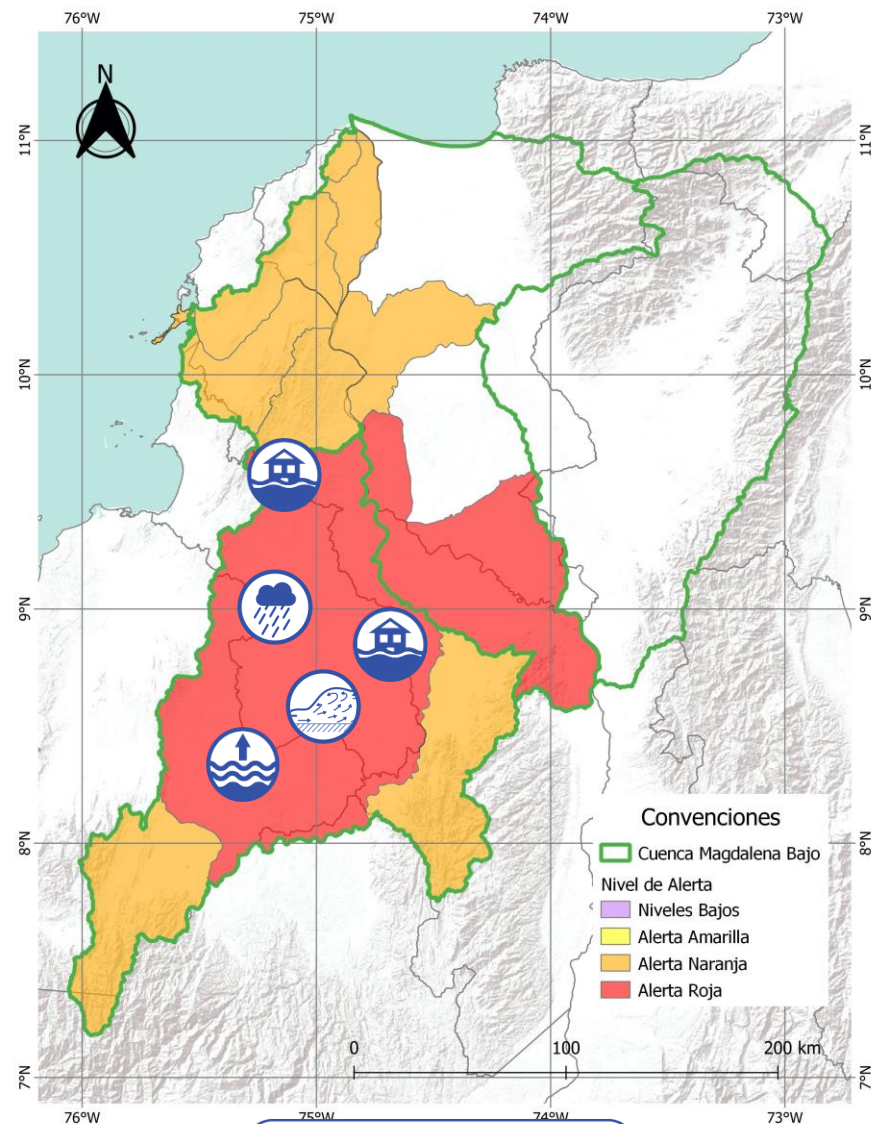 76°W 75°W 74°W 73°W
N
11°N 11°N
10°N 10°N
9°N 9°N
8°N 8°N
7°N 7°N
Convenciones
Cuenca Magdalena Bajo
Nivel de Alerta
Niveles Bajos
Alerta Amarilla
Alerta Naranja
Alerta Roja
0 100 200 km
76°W 75°W 74°W 73°W